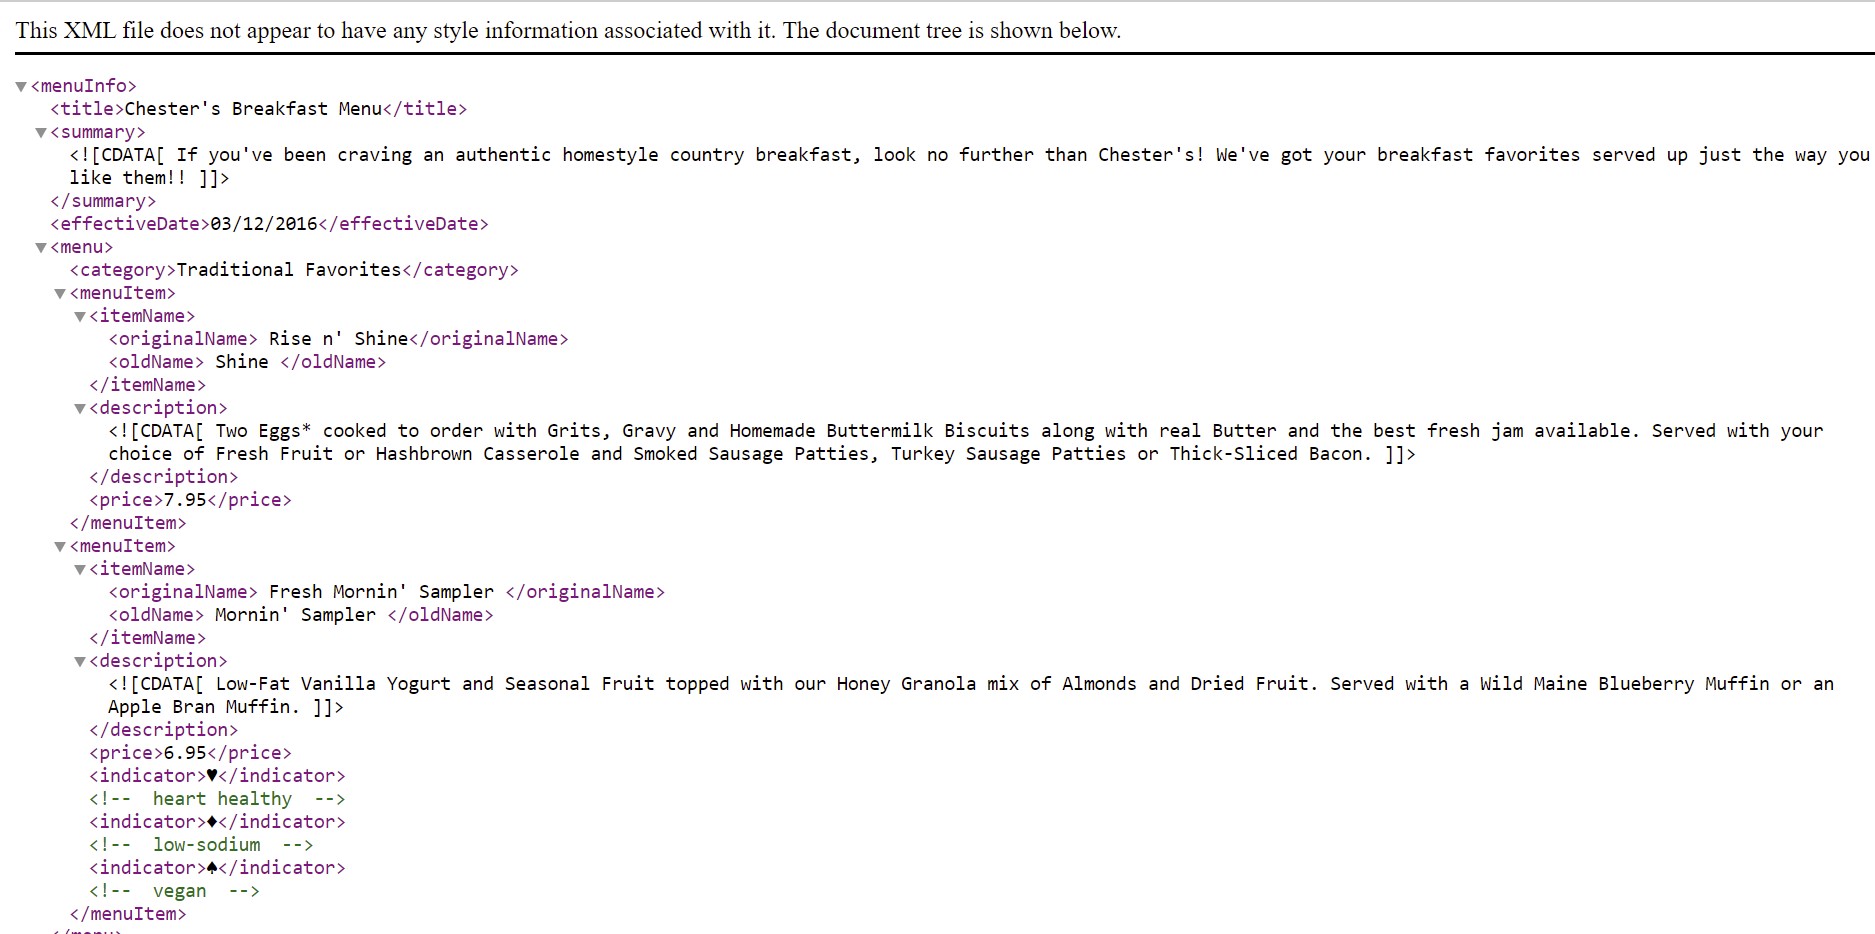 This XML file does not appear to have any style information associated with it. The document tree is shown below.
▼<menuInfo>
<title>Chester's Breakfast Menu</title>
▼<summary>
<![CDATA[ If you've been craving an authentic homestyle country breakfast, look no further than Chester's! We've got your breakfast favorites served up just the way you
like them!! ]]>
</summary>
<effectiveDate>03/12/2016</effectiveDate>
▼<menu>
<category>Traditional Favorites</category>
▼<menuItem>
▼<itemName>
<originalName> Rise n' Shine</originalName>
<oldName> Shine </oldName>
</itemName>
▼<description>
<![CDATA[ Two Eggs* cooked to order with Grits, Gravy and Homemade Buttermilk Biscuits along with real Butter and the best fresh jam available. Served with your
choice of Fresh Fruit or Hashbrown Casserole and Smoked Sausage Patties, Turkey Sausage Patties or Thick-Sliced Bacon. ]]>
</description>
<price>7.95</price>
</menuItem>
▼<menuItem>
▼<itemName>
<originalName> Fresh Mornin' Sampler </originalName>
<oldName> Mornin' Sampler </oldName>
</itemName>
▼<description>
<![CDATA[ Low-Fat Vanilla Yogurt and Seasonal Fruit topped with our Honey Granola mix of Almonds and Dried Fruit. Served with a Wild Maine Blueberry Muffin or an
Apple Bran Muffin. ]]>
</description>
<price>6.95</price>
<indicator>♥</indicator>
<!-- heart healthy -->
<indicator>♦</indicator>
<!-- low-sodium -->
<indicator>♠</indicator>
<!-- vegan -->
</menuItem>
</menu>